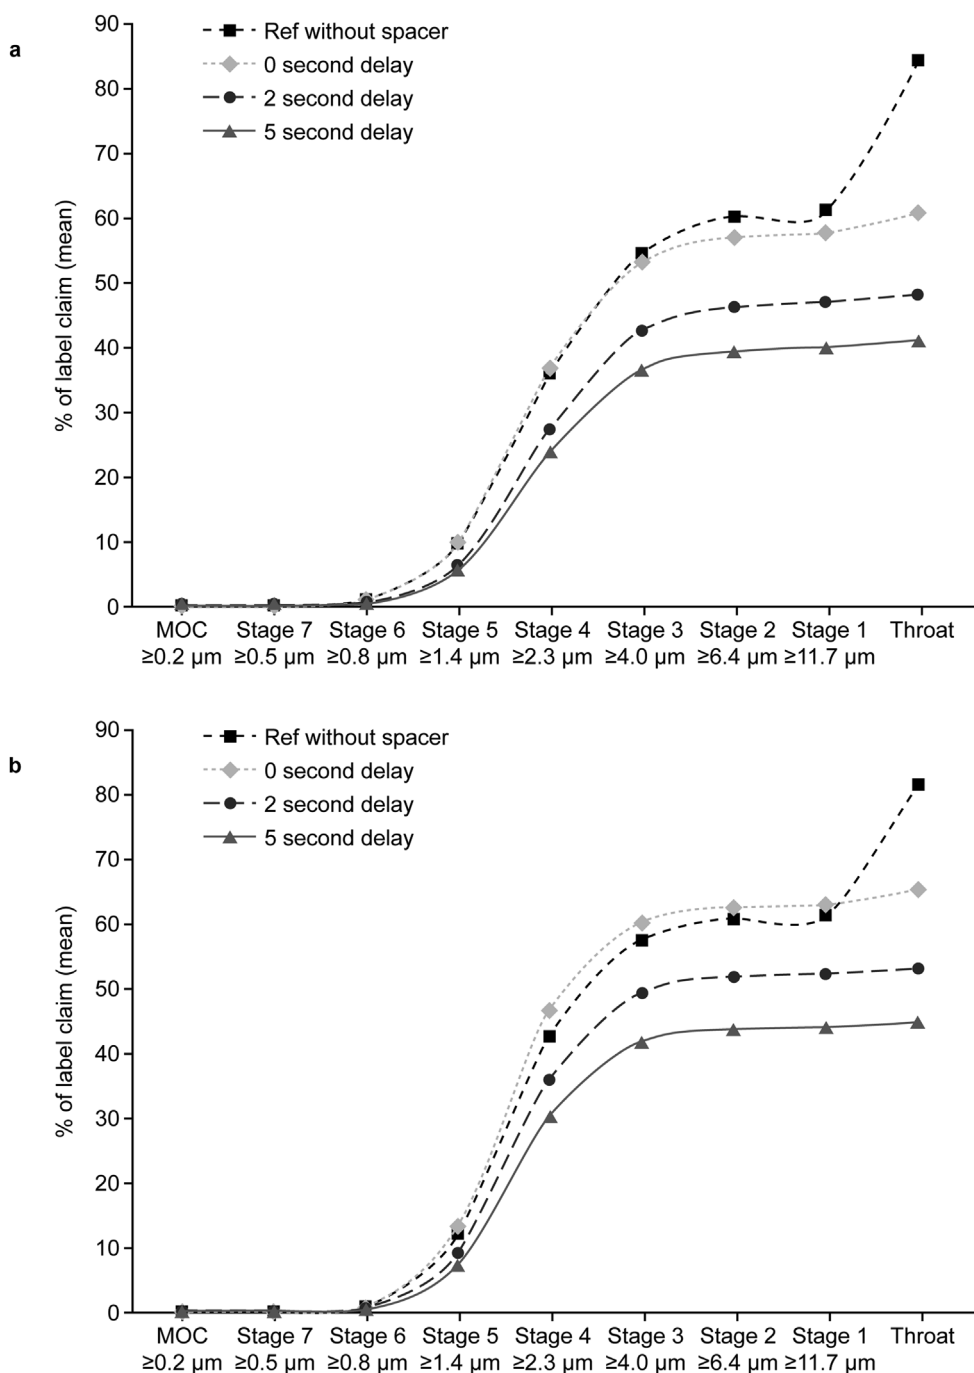 a
90
80
70
60
50
40
30
20
10
0
% of label claim (mean)
Ref without spacer
0 second delay
2 second delay
5 second delay
MOC Stage 7 Stage 6 Stage 5 Stage 4 Stage 3 Stage 2 Stage 1 Throat
≥0.2 μm ≥0.5 μm ≥0.8 μm ≥1.4 μm ≥2.3 μm ≥4.0 μm ≥6.4 μm ≥11.7 μm
b
90
80
70
60
50
40
30
20
10
0
% of label claim (mean)
Ref without spacer
0 second delay
2 second delay
5 second delay
MOC Stage 7 Stage 6 Stage 5 Stage 4 Stage 3 Stage 2 Stage 1 Throat
≥0.2 μm ≥0.5 μm ≥0.8 μm ≥1.4 μm ≥2.3 μm ≥4.0 μm ≥6.4 μm ≥11.7 μm